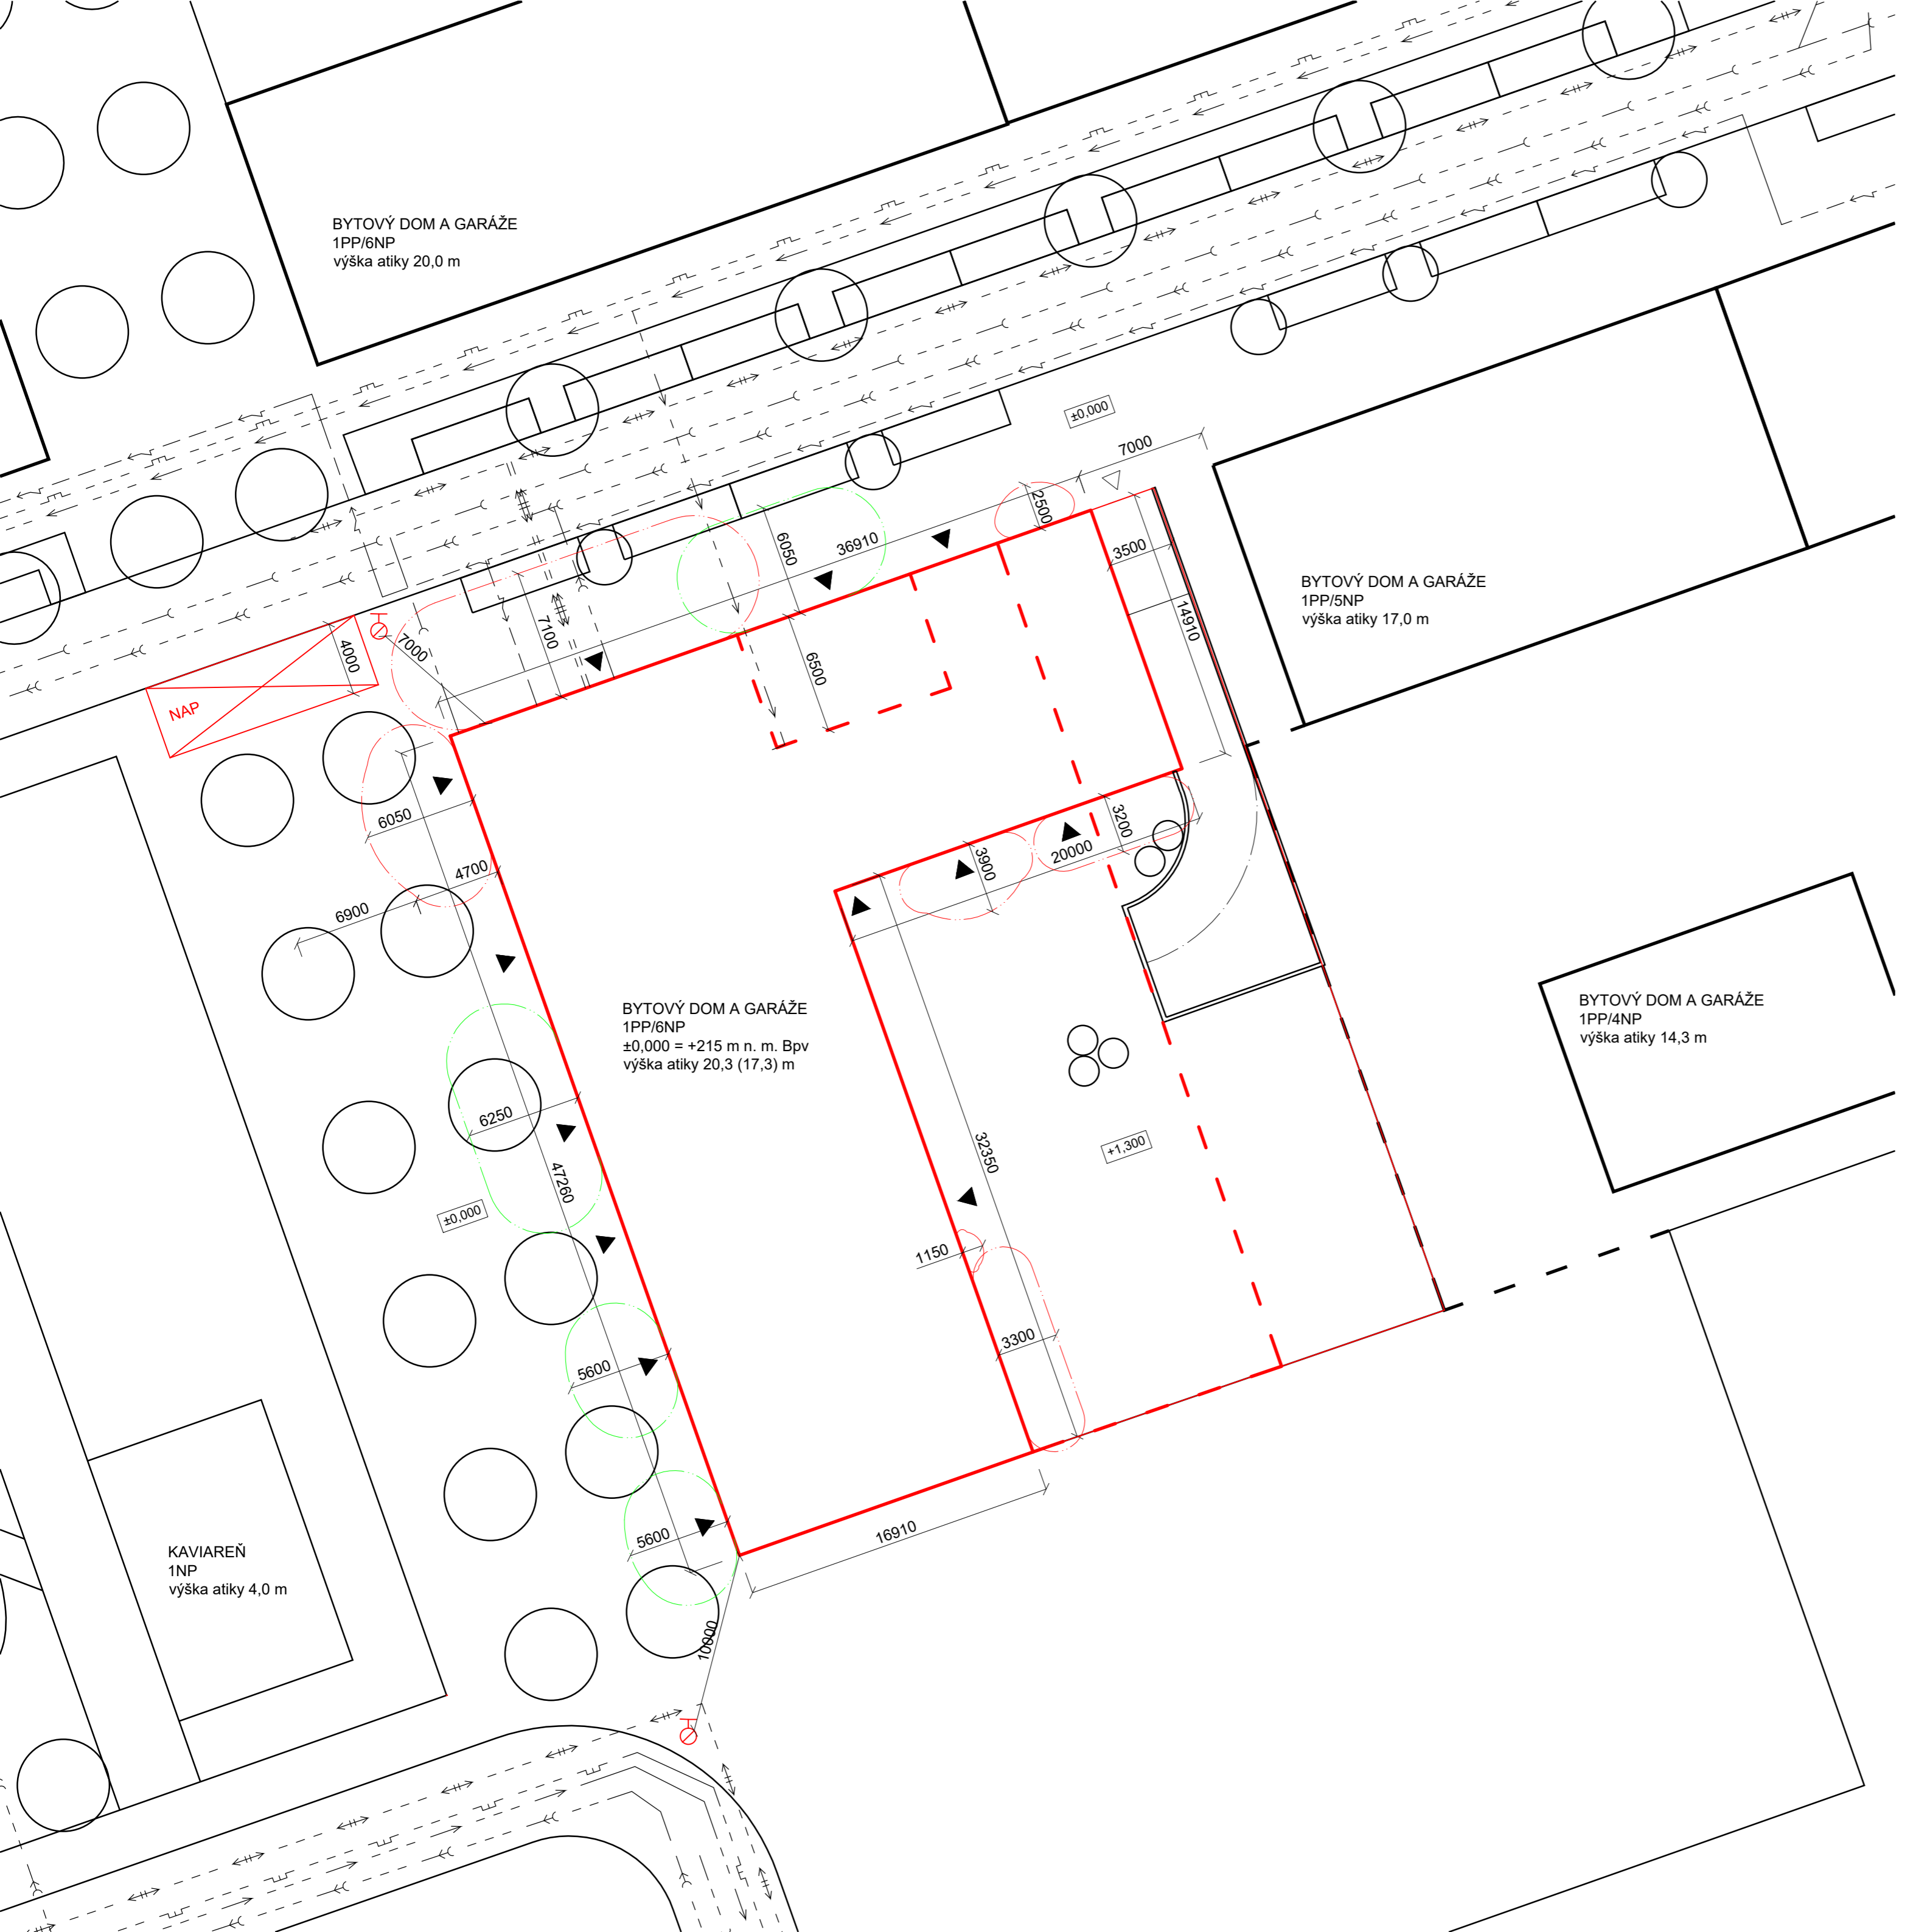 BYTOVÝ DOM A GARÁŽE
1PP/6NP
výška atiky 20,0 m
±0,000
7000
2500
36910
6050
3500
14910
BYTOVÝ DOM A GARÁŽE
1PP/5NP
výška atiky 17,0 m
7100
7000
4000
6500
NAP
6050
3200
20000
3900
4700
6900
BYTOVÝ DOM A GARÁŽE
1PP/6NP
±0,000 = +215 m n. m. Bpv
výška atiky 20,3 (17,3) m
BYTOVÝ DOM A GARÁŽE
1PP/4NP
výška atiky 14,3 m
6250
47260
32350
+1,300
±0,000
1150
3300
5600
5600
16910
10000
KAVIAREŇ
1NP
výška atiky 4,0 m